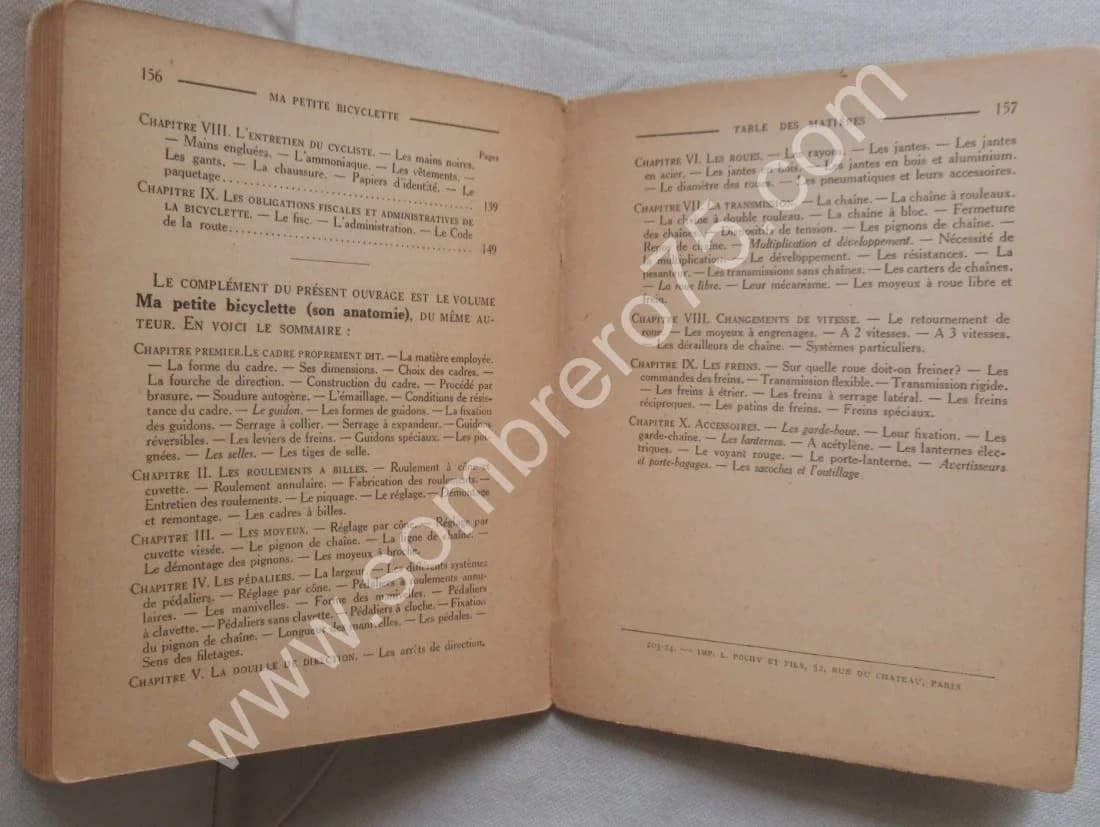 156
MA PETITE BICYCLETTE
Pages
CHAPITRE VIII. L'ENTRETIEN DU CYCLISTE. — Les mains noires.
— Mains engluées. — L'ammoniaque. — Les vêtements. —
Les gants. — La chaussure. — Papiers d'identité. — Le
paquetage........................................ 139
CHAPITRE IX. LES OBLIGATIONS FISCALES ET ADMINISTRATIVES DE
LA BICYCLETTE. — Le fisc. — L'administration. — Le Code
de la route........................................ 149
LE COMPLÉMENT DU PRÉSENT OUVRAGE EST LE VOLUME
Ma petite bicyclette (son anatomie), DU MÊME AU-
TEUR. EN VOICI LE SOMMAIRE :
CHAPITRE PREMIER. LE CADRE PROPREMENT DIT. — La matière employée.
— La forme du cadre. — Ses dimensions. — Choix des cadres. —
La fourche de direction. — Construction du cadre. — Procédé par
brasure. — Soudure autogène. — L'émaillage. — Conditions de résis-
tance du cadre. — Le guidon. — Les formes de guidons. — La fixation
des guidons. — Serrage à collier. — Serrage à expandeur. — Guidons
réversibles. — Les leviers de freins. — Guidons spéciaux. — Les poi-
gnées. — Les selles. — Les tiges de selle.
CHAPITRE II. LES ROULEMENTS A BILLES. — Roulement à cône et
cuvette. — Roulement annulaire. — Fabrication des roulements. —
Entretien des roulements. — Le piquage. — Le réglage. — Démontage
et remontage. — Les cadres à billes.
CHAPITRE III. — LES MOYEUX. — Réglage par cône. — Réglage par
cuvette vissée. — Le pignon de chaîne. — La ligne de chaîne. —
Le démontage des pignons. — Les moyeux à broche.
CHAPITRE IV. LES PÉDALIERS. — La largeur. — Les différents systèmes
de pédaliers. — Réglage par cône. — Pédaliers à roulements annu-
laires. — Les manivelles. — Forme des manivelles. — Pédaliers
à clavette. — Pédaliers sans clavette. — Pédaliers à cloche. — Fixation
du pignon de chaîne. — Longueur des manivelles. — Les pédales. —
Sens des filetages.
CHAPITRE V. LA DOUILLE DE DIRECTION. — Les arrêts de direction,
TABLE DES MATIÈRES
157
CHAPITRE VI. LES ROUES. — Les rayons. — Les jantes. — Les jantes
en acier. — Les jantes en bois. — Les jantes en bois et aluminium.
— Le diamètre des roues. — Les pneumatiques et leurs accessoires.
CHAPITRE VII. LA TRANSMISSION. — La chaîne. — La chaîne à rouleaux.
— La chaîne à double rouleau. — La chaîne à bloc. — Fermeture
des chaînes. — Dispositifs de tension. — Les pignons de chaîne. —
de chaîne. — Multiplication et développement. — Nécessité de
la multiplication. — Le développement. — Les résistances. — La
pesanteur. — Les transmissions sans chaînes. — Les carters de chaînes.
— La roue libre. — Leur mécanisme. — Les moyeux à roue libre et
frein.
CHAPITRE VIII. CHANGEMENTS DE VITESSE. — Le retournement de
roue. — Les moyeux à engrenages. — A 2 vitesses. — A 3 vitesses.
— Les dérailleurs de chaîne. — Systèmes particuliers.
CHAPITRE IX. LES FREINS. — Sur quelle roue doit-on freiner? — Les
commandes des freins. — Transmission flexible. — Transmission rigide.
— Les freins à étrier. — Les freins à serrage latéral. — Les freins
réciproques. — Les patins de freins. — Freins spéciaux.
CHAPITRE X. ACCESSOIRES. — Les garde-boue. — Leur fixation. — Les
garde-chaîne. — Les lanternes. — A acétylène. — Les lanternes élec-
triques. — Le voyant rouge. — Le porte-lanterne. — Avertisseurs
et porte-bagages. — Les sacoches et l'outillage
203-24. — IMP. L. POCHY ET FILS, 52, RUE DU CHATEAU, PARIS
www.sombrero75.com